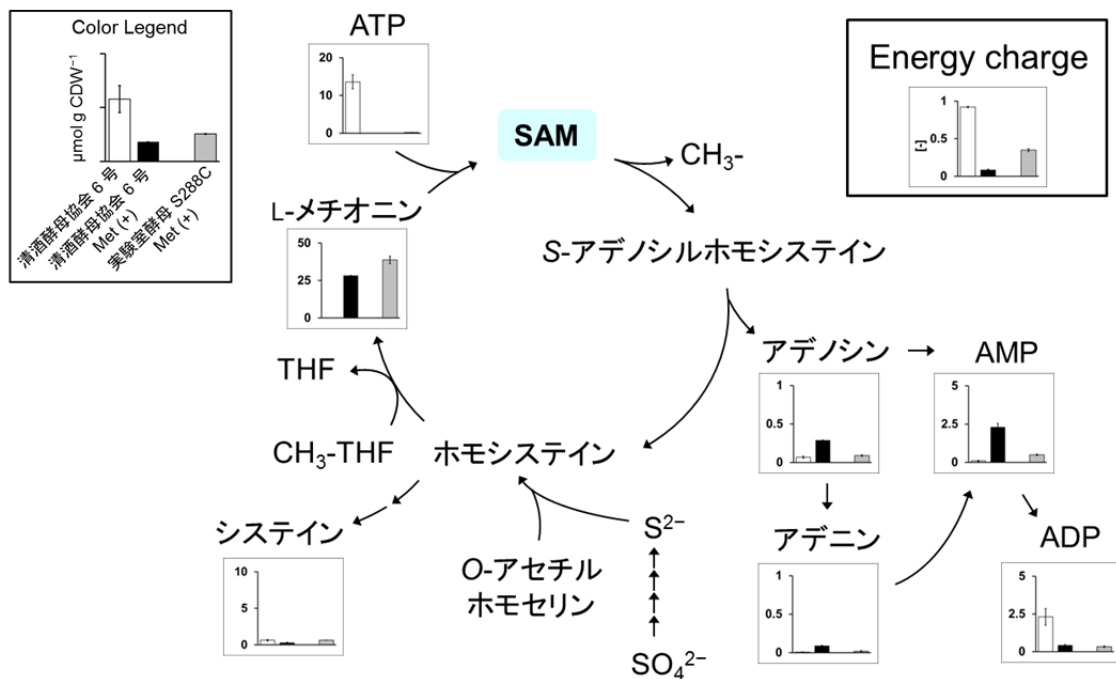 Color Legend
μmol g CDW⁻¹
清酒酵母協会 6 号
清酒酵母協会 6 号
Met (+)
実験室酵母 S288C
Met (+)
ATP
20
10
0
SAM
CH₃-
Energy charge
[-]
1
0.5
0
L-メチオニン
50
25
0
S-アデノシルホモシステイン
THF
CH₃-THF
ホモシステイン
アデノシン
1
0.5
0
AMP
5
2.5
0
システイン
10
5
0
O-アセチル
ホモセリン
S²⁻
SO₄²⁻
アデニン
1
0.5
0
ADP
5
2.5
0